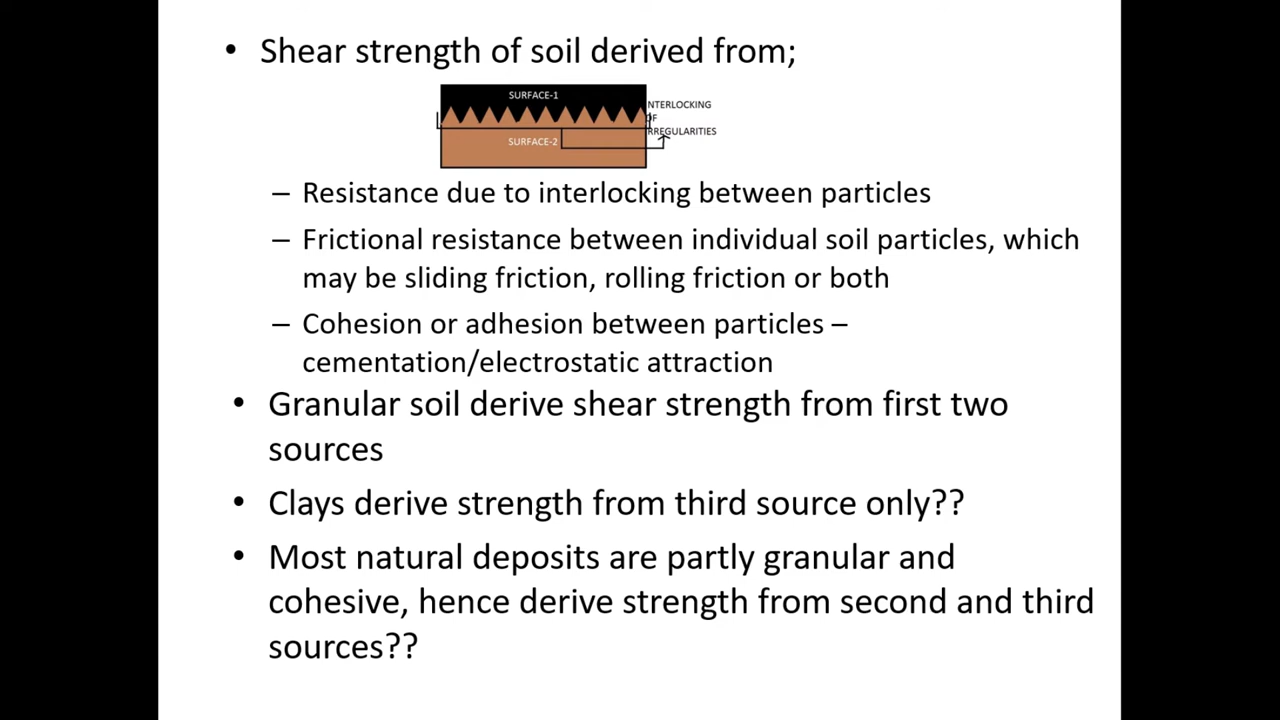 • Shear strength of soil derived from;
SURFACE-1
NTERLOCKING
OF
IRREGULARITIES
SURFACE-2
– Resistance due to interlocking between particles
– Frictional resistance between individual soil particles, which
may be sliding friction, rolling friction or both
– Cohesion or adhesion between particles –
cementation/electrostatic attraction
• Granular soil derive shear strength from first two
sources
• Clays derive strength from third source only??
• Most natural deposits are partly granular and
cohesive, hence derive strength from second and third
sources??